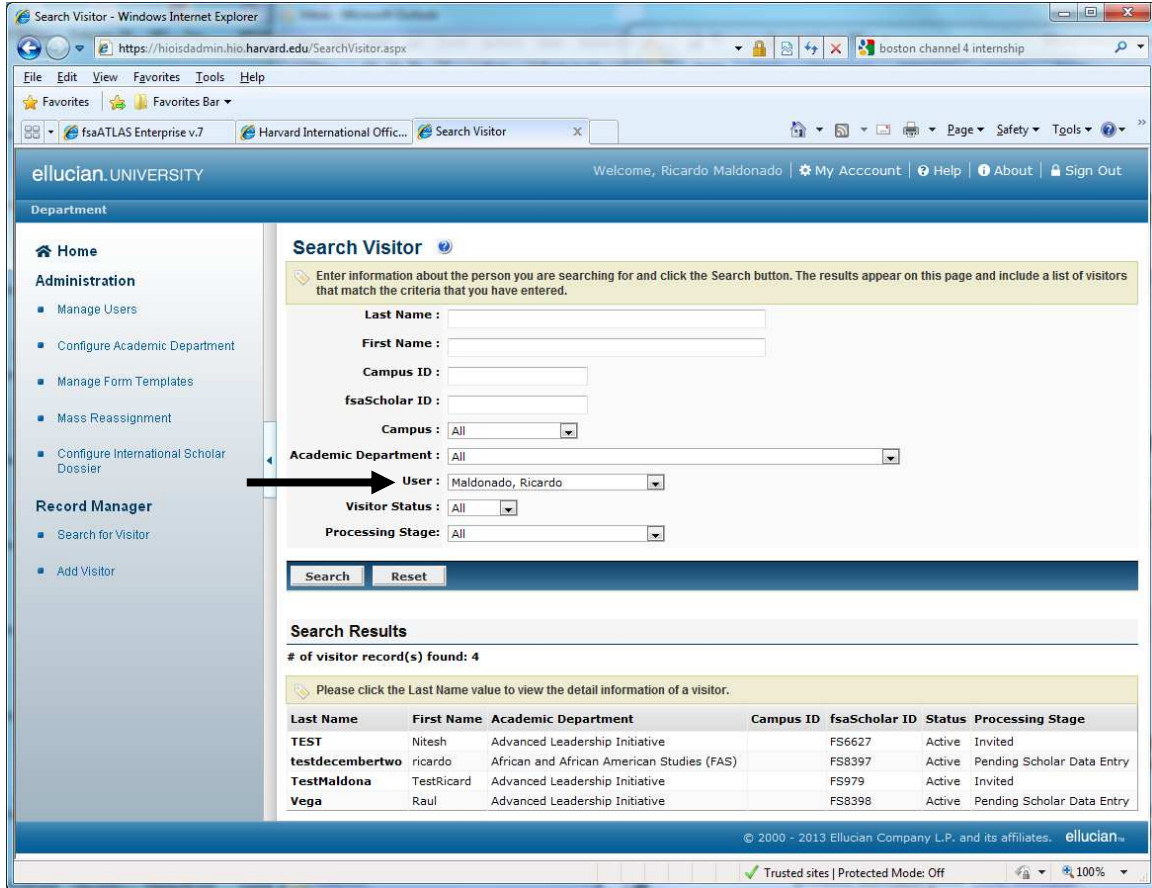 Search Visitor - Windows Internet Explorer
https://hioisdadmin.hio.harvard.edu/SearchVisitor.aspx
boston channel 4 internship
File Edit View Favorites Tools Help
Favorites Favorites Bar
fsaATLAS Enterprise v.7 Harvard International Offic... Search Visitor X Page Safety Tools »
ellucian. UNIVERSITY Welcome, Ricardo Maldonado | My Acccount | Help | About | Sign Out
Department
Home
Administration
Manage Users
Configure Academic Department
Manage Form Templates
Mass Reassignment
Configure International Scholar
Dossier
Record Manager
Search for Visitor
Add Visitor
Search Visitor
Enter information about the person you are searching for and click the Search button. The results appear on this page and include a list of visitors
that match the criteria that you have entered.
Last Name :
First Name :
Campus ID :
fsaScholar ID :
Campus : All
Academic Department : All
User : Maldonado, Ricardo
Visitor Status : All
Processing Stage: All
Search Reset
Search Results
# of visitor record(s) found: 4
Please click the Last Name value to view the detail information of a visitor.
Last Name First Name Academic Department Campus ID fsaScholar ID Status Processing Stage
TEST Nitesh Advanced Leadership Initiative FS6627 Active Invited
testdecembertwo ricardo African and African American Studies (FAS) FS8397 Active Pending Scholar Data Entry
TestMaldona TestRicard Advanced Leadership Initiative FS979 Active Invited
Vega Raul Advanced Leadership Initiative FS8398 Active Pending Scholar Data Entry
© 2000 - 2013 Ellucian Company L.P. and its affiliates. ellucian
Trusted sites | Protected Mode: Off 100%